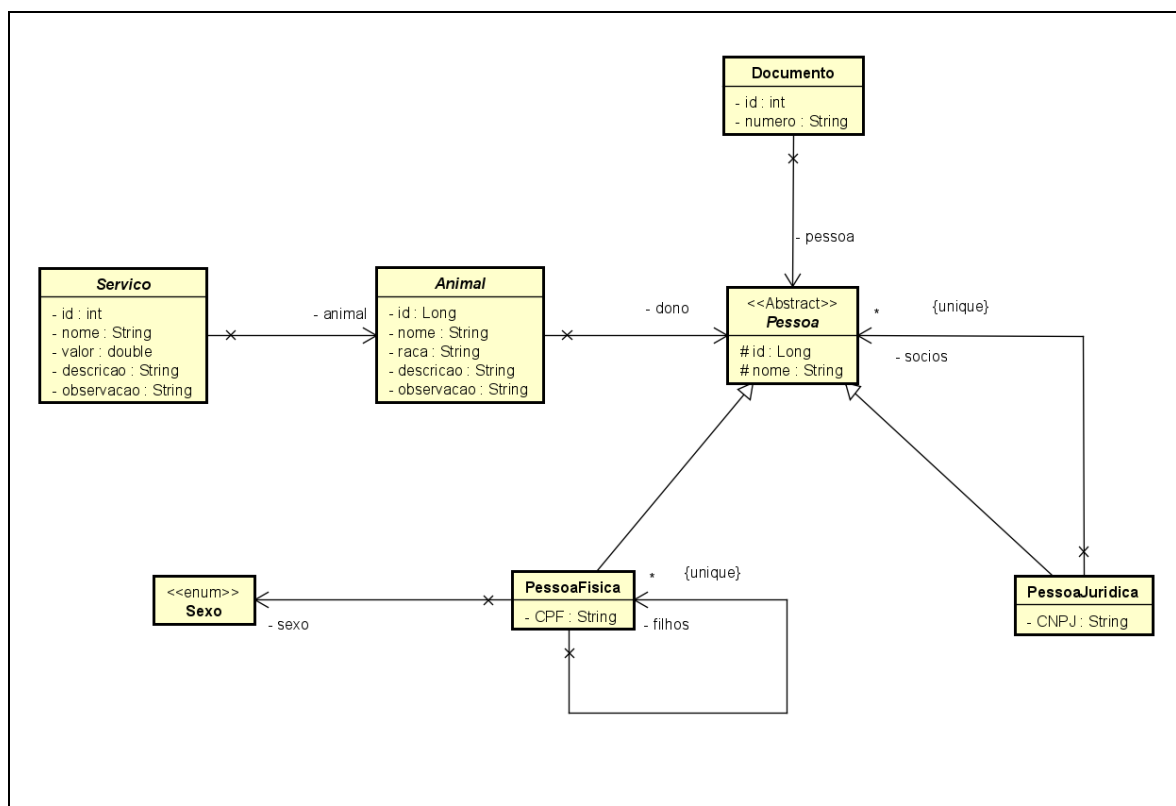 Documento
- id : int
- numero : String
- pessoa
Servico
- id : int
- nome : String
- valor : double
- descricao : String
- observacao : String
- animal
Animal
- id : Long
- nome : String
- raca : String
- descricao : String
- observacao : String
- dono
<<Abstract>>
Pessoa
# id : Long
# nome : String
* {unique}
- socios
<<enum>>
Sexo
- sexo
PessoaFisica
- CPF : String
* {unique}
- filhos
PessoaJuridica
- CNPJ : String